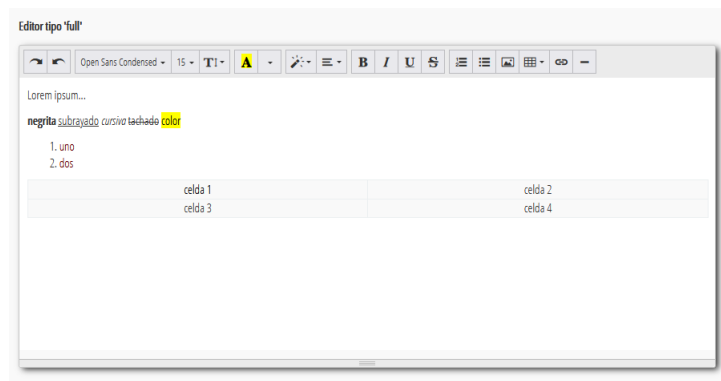 Editor tipo 'full'
Open Sans Condensed 15 T A B I U S
Lorem ipsum...
negrita subrayado cursiva tachado color
1. uno
2. dos
celda 1 celda 2
celda 3 celda 4